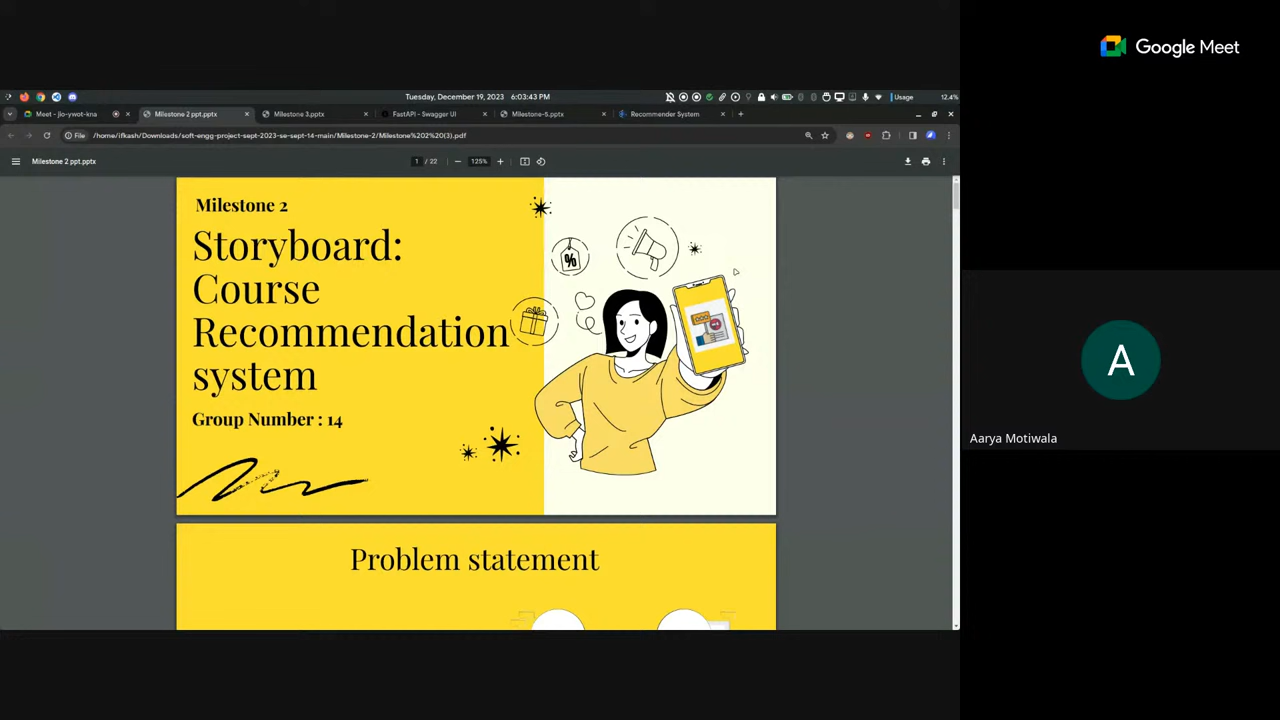 Google Meet
Tuesday, December 19, 2023 6:03:43 PM
Usage
12.4%
Meet - jio-ywot-kna
Milestone 2 ppt.pptx
Milestone 3.pptx
FastAPI - Swagger UI
Milestone-5.pptx
Recommender System
File
/home/ifkash/Downloads/soft-engg-project-sept-2023-se-sept-14-main/Milestone-2/Milestone%202%20(3).pdf
Milestone 2 ppt.pptx
1 / 22
125%
Milestone 2
Storyboard:
Course
Recommendation
system
Group Number : 14
%
Problem statement
A
Aarya Motiwala